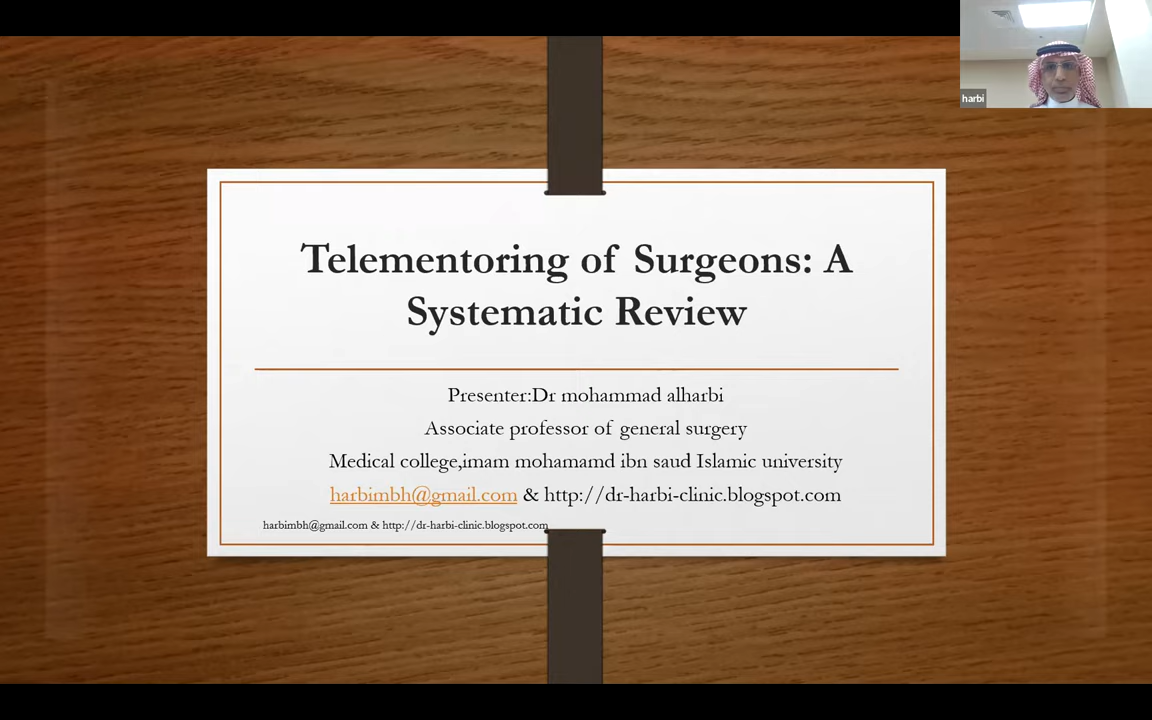 harbi
Telementoring of Surgeons: A
Systematic Review
Presenter:Dr mohammad alharbi
Associate professor of general surgery
Medical college,imam mohamamd ibn saud Islamic university
harbimbh@gmail.com & http://dr-harbi-clinic.blogspot.com
harbimbh@gmail.com & http://dr-harbi-clinic.blogspot.com